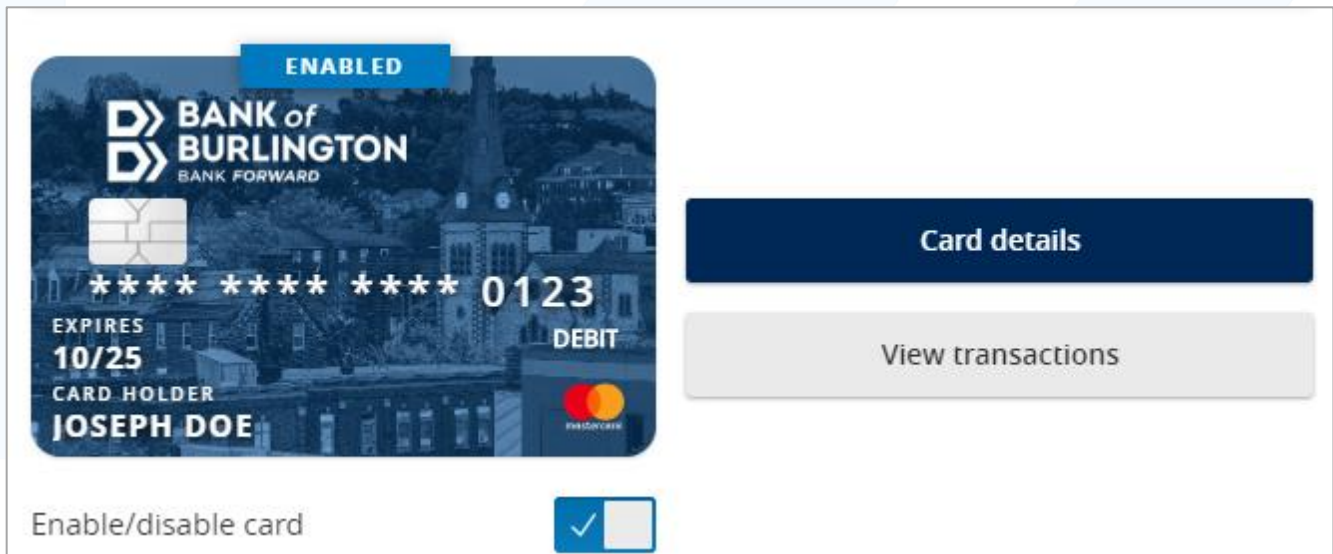 ENABLED
BANK of
BURLINGTON
BANK FORWARD
**** **** **** 0123
EXPIRES
10/25
DEBIT
CARD HOLDER
JOSEPH DOE
mastercard
Card details
View transactions
Enable/disable card